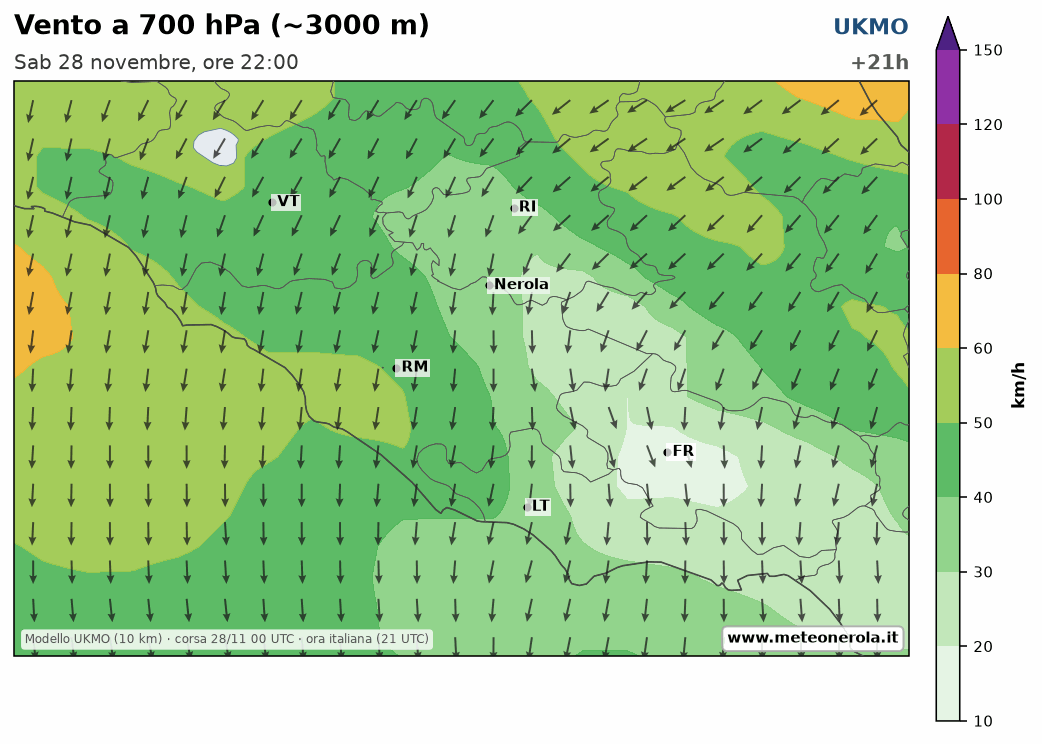 Vento a 700 hPa (~3000 m)
UKMO
Sab 28 novembre, ore 22:00
+21h
VT
RI
Nerola
RM
FR
LT
Modello UKMO (10 km) · corsa 28/11 00 UTC · ora italiana (21 UTC)
www.meteonerola.it
150
120
100
80
60
50
40
30
20
10
km/h